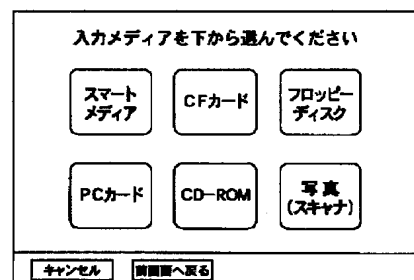 入力メディアを下から選んでください
スマート
メディア
CFカード
フロッピー
ディスク
PCカード
CD-ROM
写真
(スキャナ)
キャンセル
前画面へ戻る